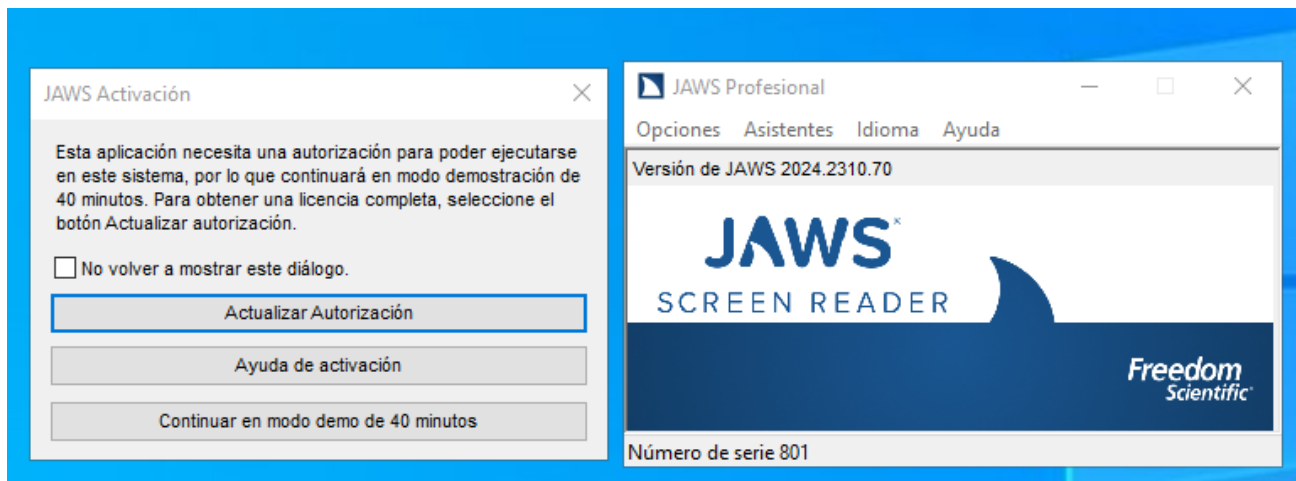 JAWS Activación
Esta aplicación necesita una autorización para poder ejecutarse
en este sistema, por lo que continuará en modo demostración de
40 minutos. Para obtener una licencia completa, seleccione el
botón Actualizar autorización.
No volver a mostrar este diálogo.
Actualizar Autorización
Ayuda de activación
Continuar en modo demo de 40 minutos
JAWS Profesional
Opciones Asistentes Idioma Ayuda
Versión de JAWS 2024.2310.70
JAWS
SCREEN READER
Freedom
Scientific
Número de serie 801